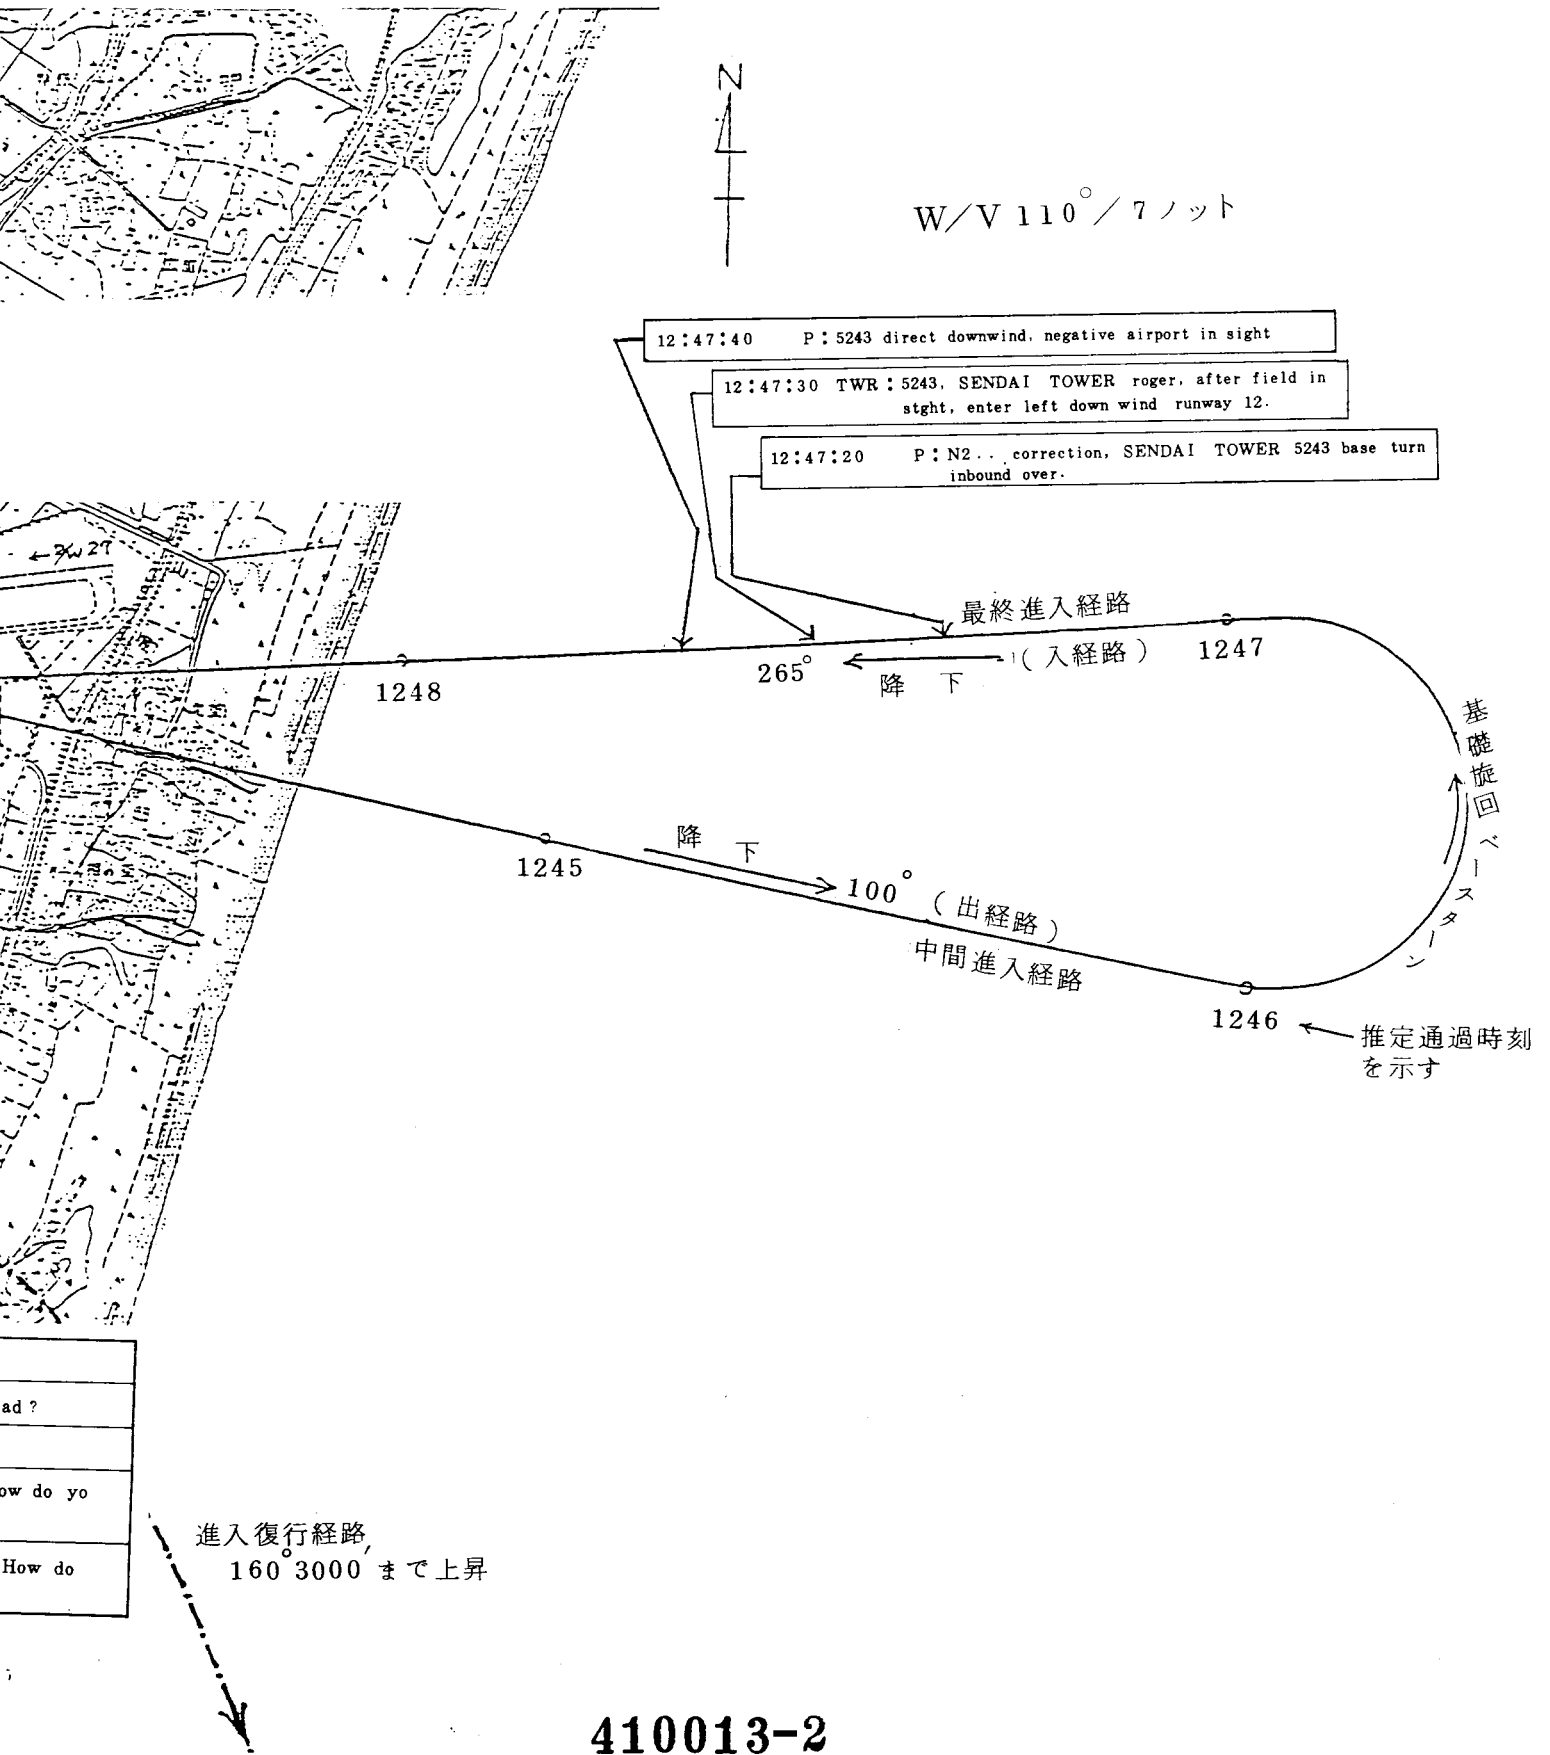 N
W/V 110°/7ノット
12:47:40 P:5243 direct downwind, negative airport in sight
12:47:30 TWR:5243, SENDAI TOWER roger, after field in
stght, enter left down wind runway 12.
12:47:20 P:N2.. correction, SENDAI TOWER 5243 base turn
inbound over.
←R/W 27
最終進入経路
(入経路)
1247
265°
降下
1248
基礎旋回 ベースターン
降下
1245
100° (出経路)
中間進入経路
1246
推定通過時刻
を示す
ad?
ow do yo
How do
進入復行経路
160°3000′まで上昇
410013-2